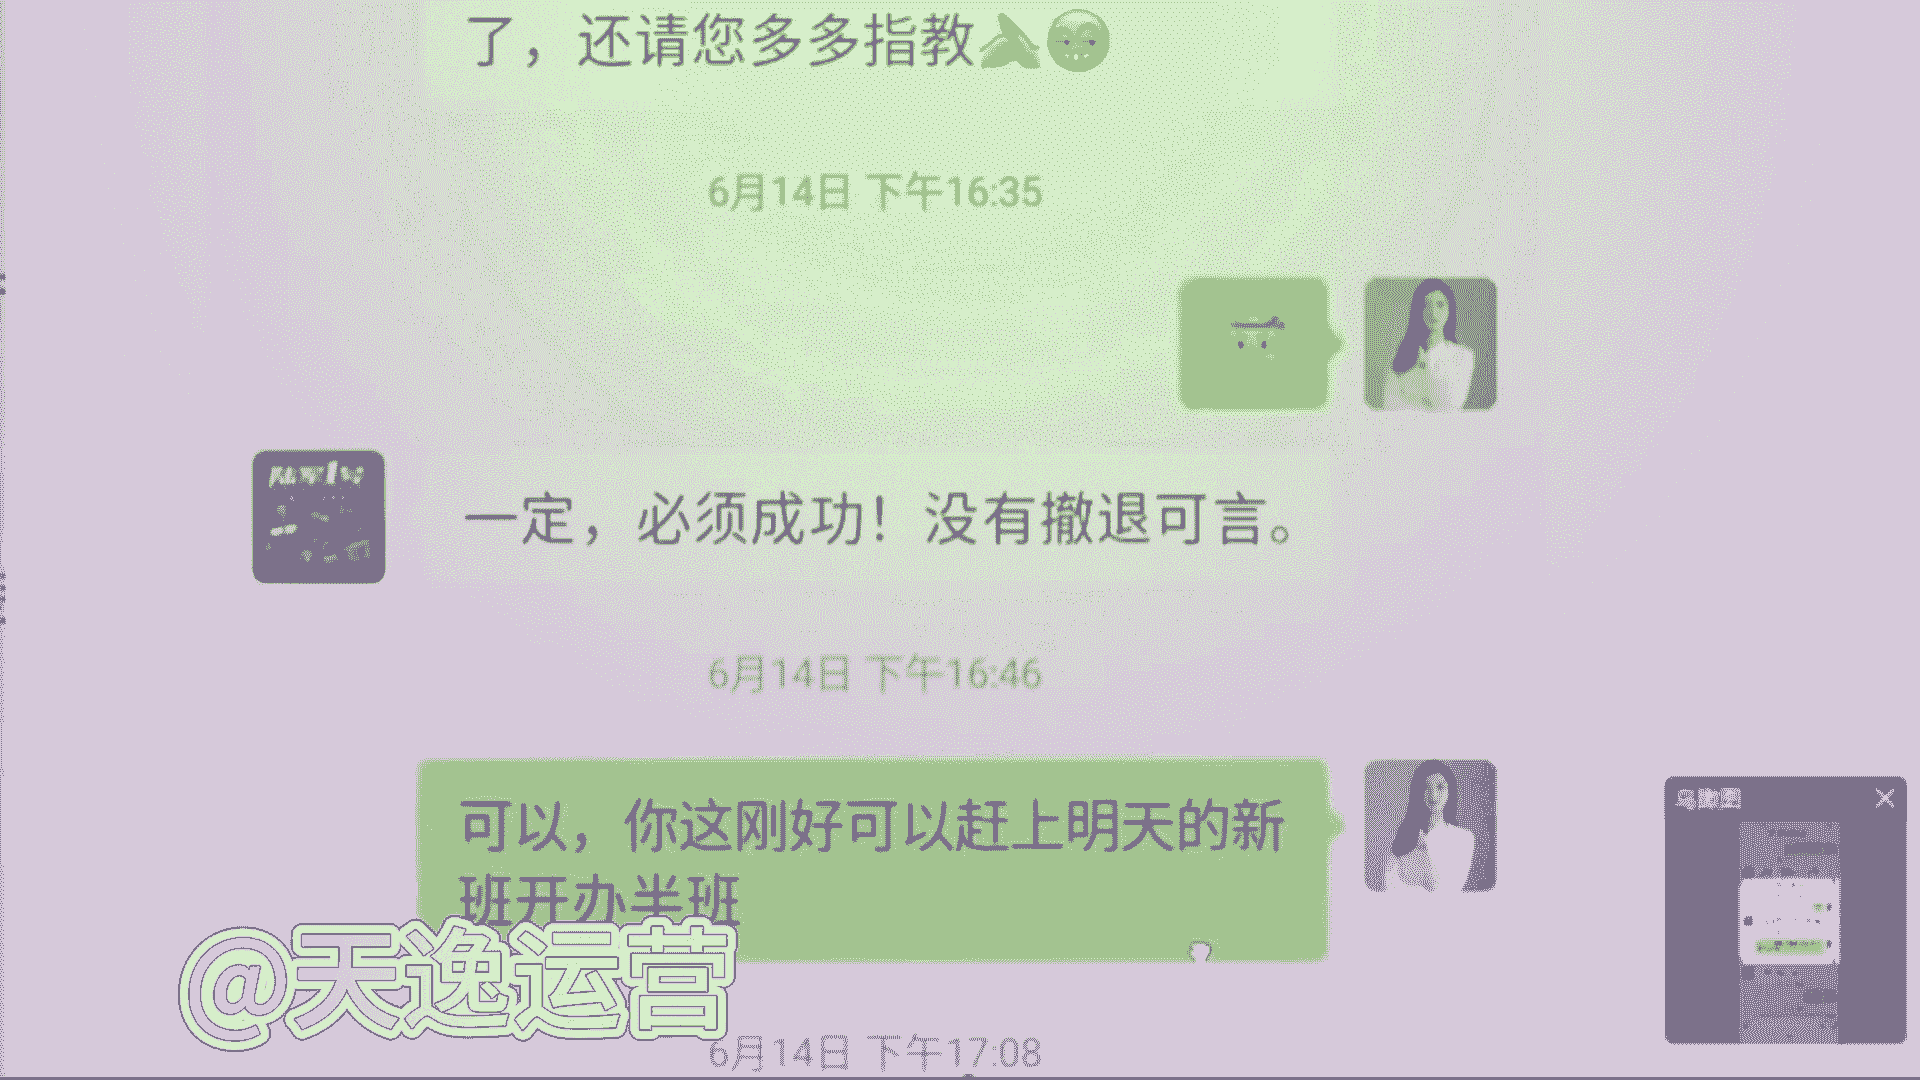 了，还请您多多指教
6月14日 下午16:35
一定，必须成功！没有撤退可言。
6月14日 下午16:46
可以，你这刚好可以赶上明天的新
班开办半班
@天逸运营
6月14日 下午17:08
鸟瞰图